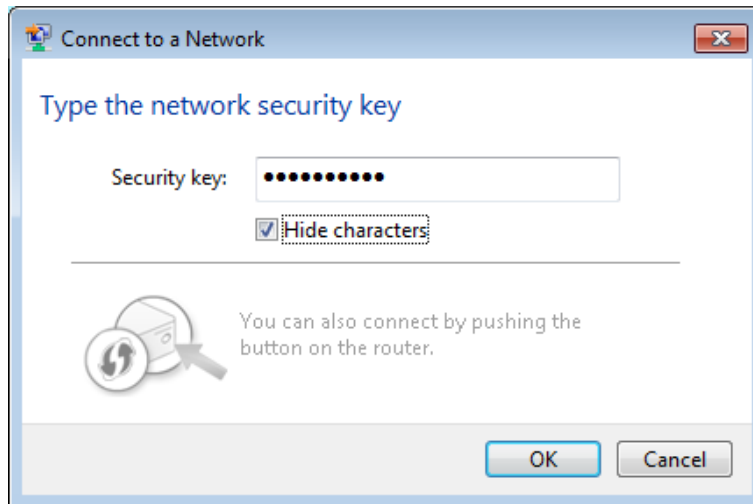 Connect to a Network
Type the network security key
Security key: ••••••••••
Hide characters
You can also connect by pushing the
button on the router.
OK Cancel